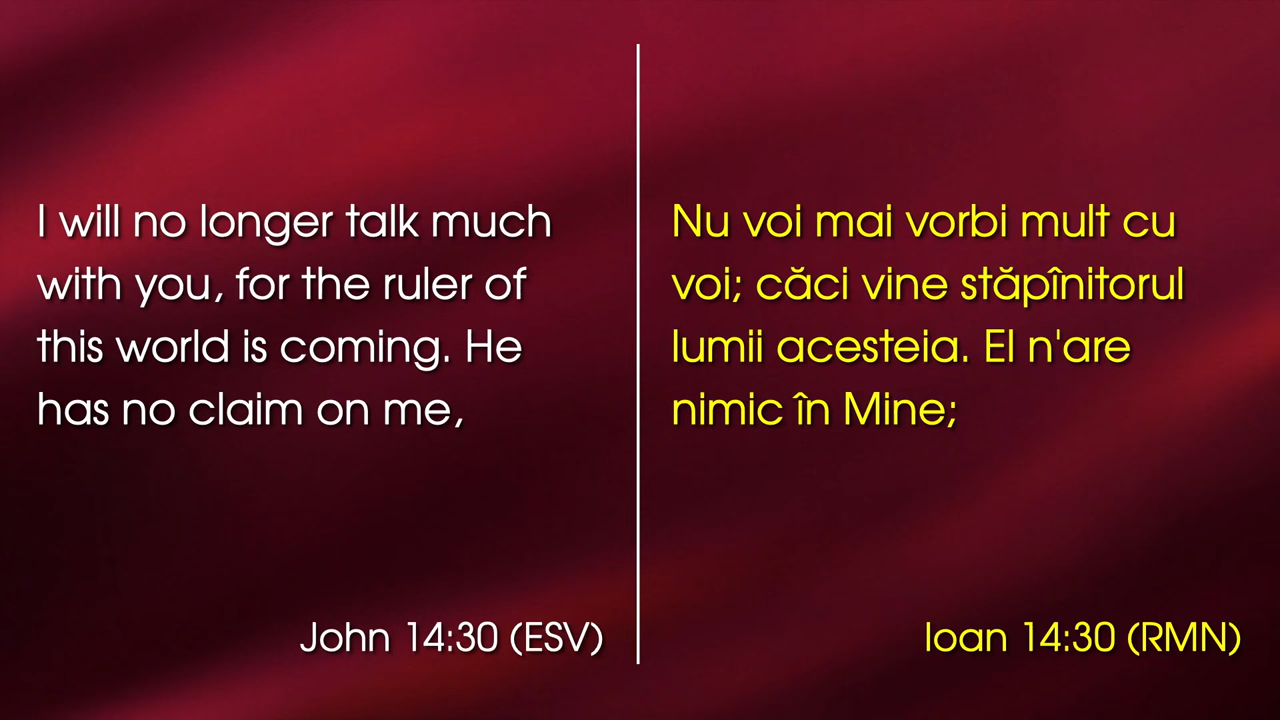 I will no longer talk much
with you, for the ruler of
this world is coming. He
has no claim on me,
John 14:30 (ESV)
Nu voi mai vorbi mult cu
voi; căci vine stăpînitorul
lumii acesteia. El n'are
nimic în Mine;
Ioan 14:30 (RMN)